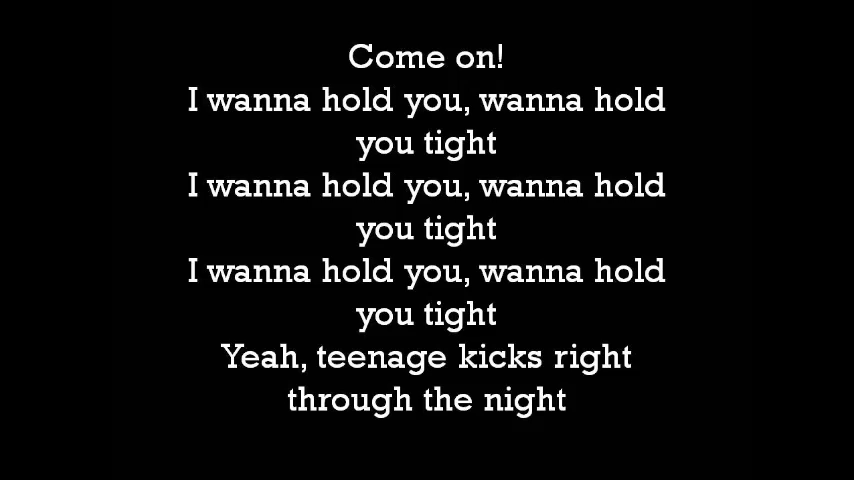 Come on!
I wanna hold you, wanna hold
you tight
I wanna hold you, wanna hold
you tight
I wanna hold you, wanna hold
you tight
Yeah, teenage kicks right
through the night